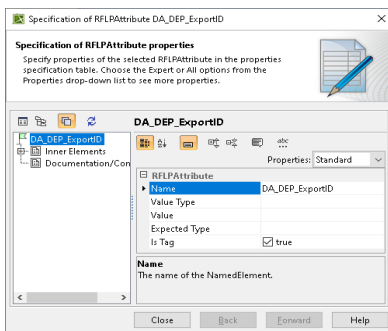 Specification of RFLPAttribute DA_DEP_ExportID
Specification of RFLPAttribute properties
Specify properties of the selected RFLPAttribute in the properties
specification table. Choose the Expert or All options from the
Properties drop-down list to see more properties.
DA_DEP_ExportID
DA_DEP_ExportID
Inner Elements
Documentation/Con
Properties: Standard
RFLPAttribute
Name DA_DEP_ExportID
Value Type
Value
Expected Type
Is Tag true
Name
The name of the NamedElement.
Close Back Forward Help